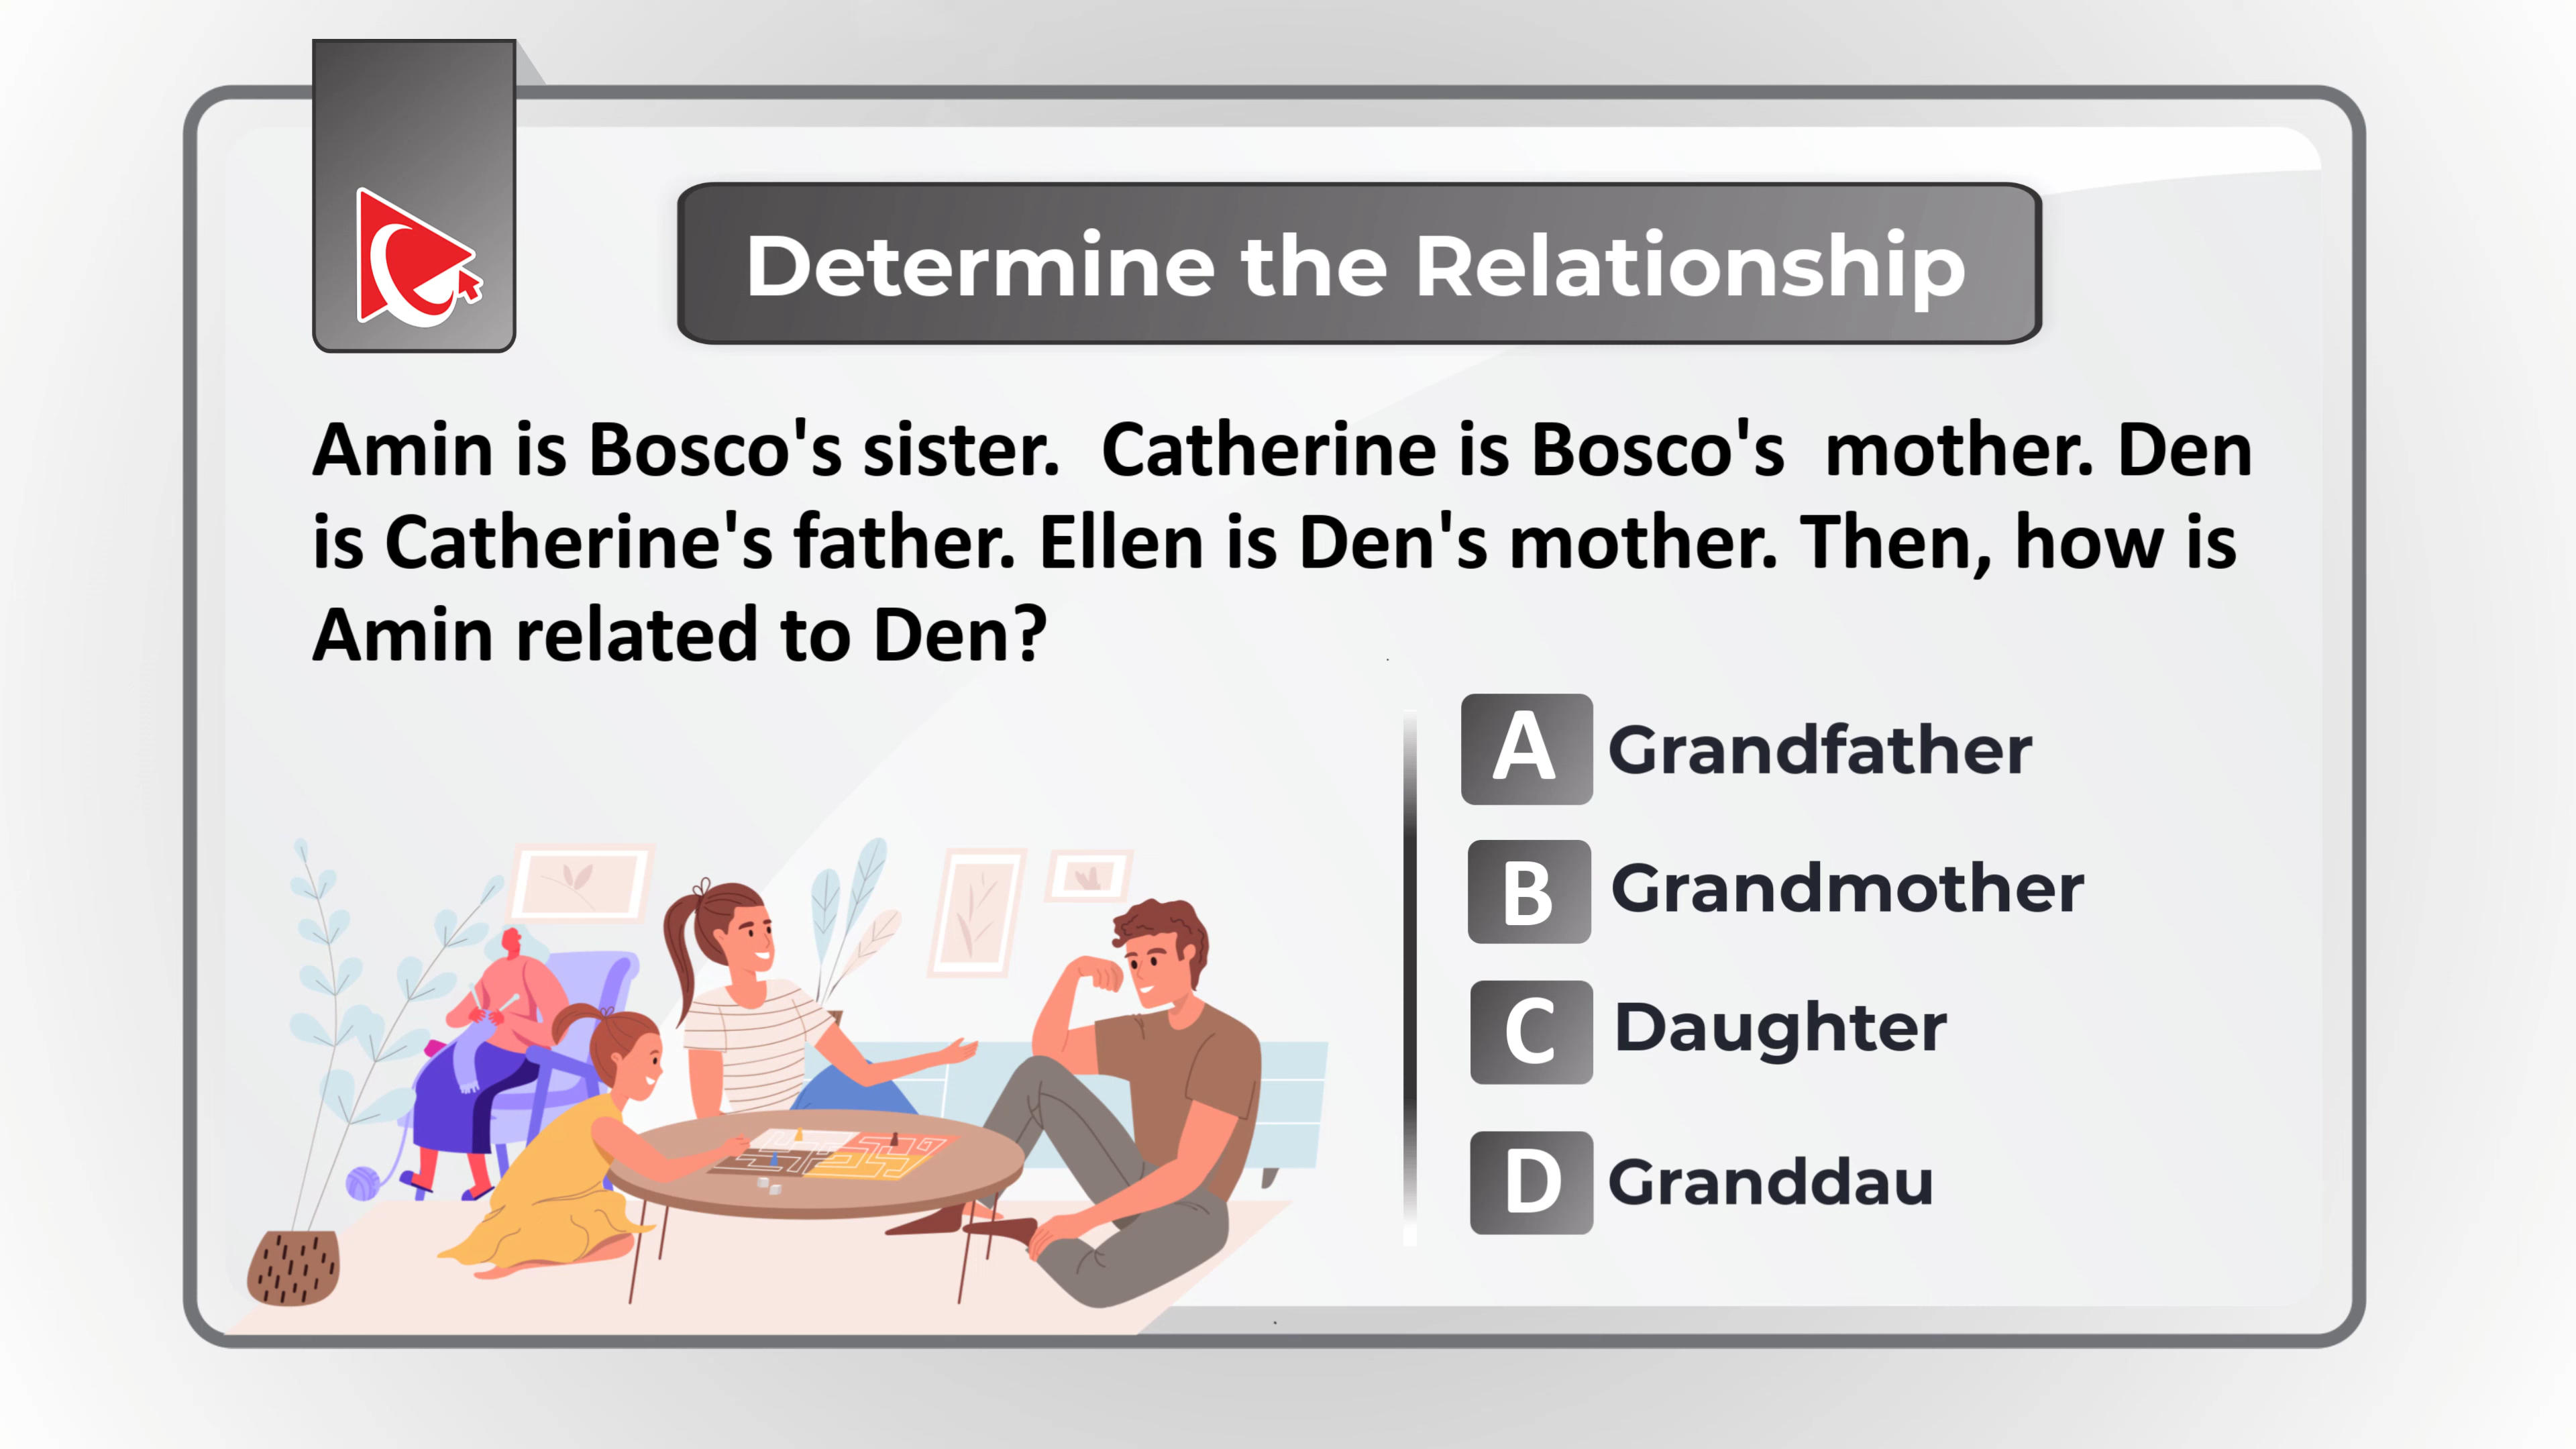 Determine the Relationship
Amin is Bosco's sister.  Catherine is Bosco's  mother. Den
is Catherine's father. Ellen is Den's mother. Then, how is
Amin related to Den?
A Grandfather
B Grandmother
C Daughter
D Granddau